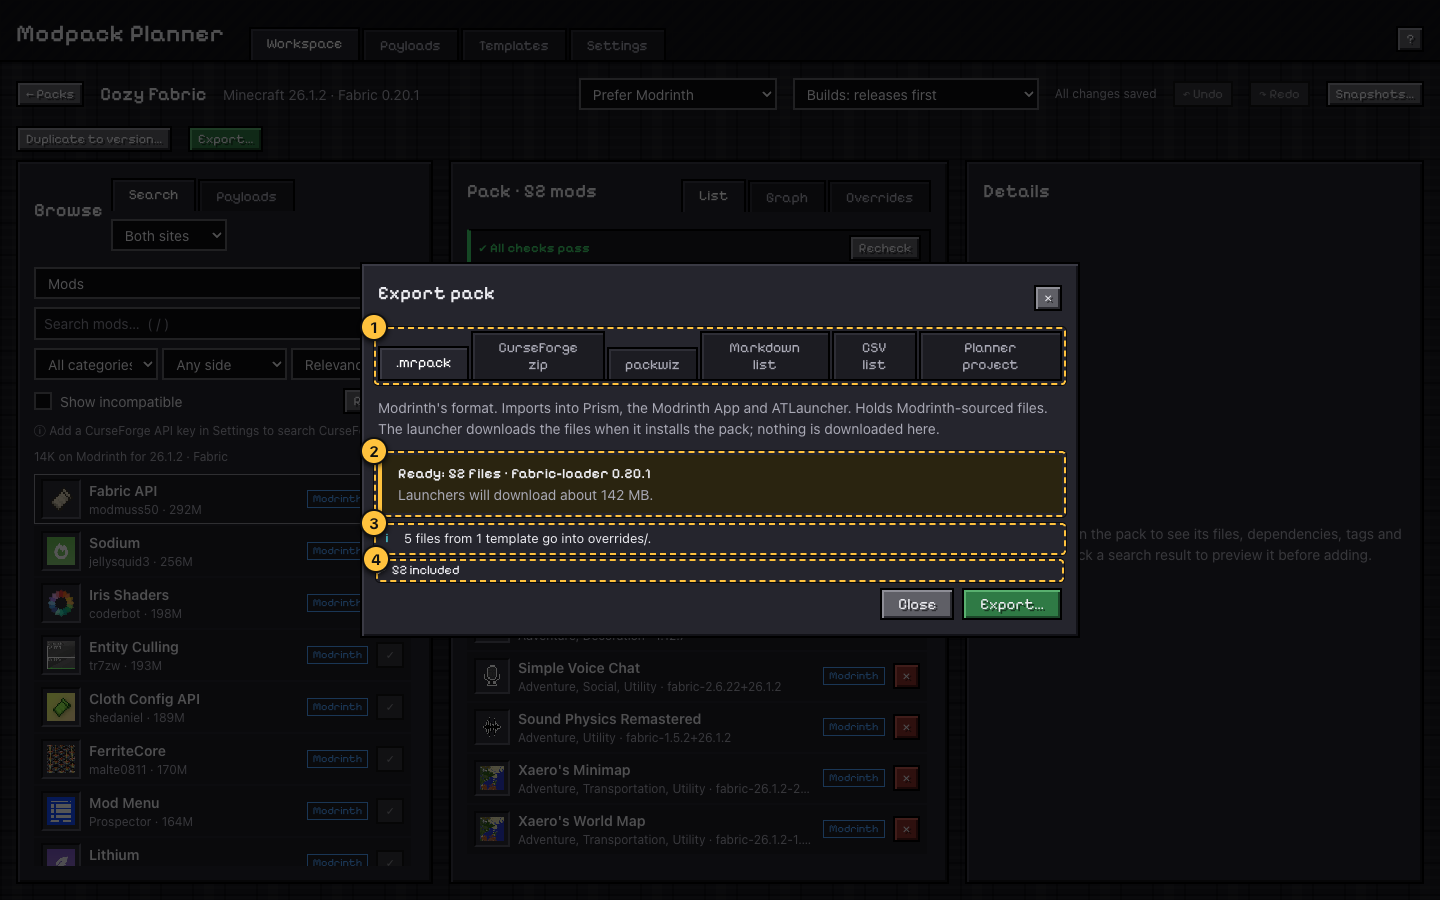 Modpack Planner
Workspace
Payloads
Templates
Settings
?
← Packs
Cozy Fabric
Minecraft 26.1.2 · Fabric 0.20.1
Prefer Modrinth
Builds: releases first
All changes saved
↶ Undo
↷ Redo
Snapshots…
Duplicate to version…
Export…
Browse
Search
Payloads
Both sites
Mods
Search mods… ( / )
All categories
Any side
Relevanc
Show incompatible
R
ⓘ Add a CurseForge API key in Settings to search CurseF
14K on Modrinth for 26.1.2 · Fabric
Fabric API
modmuss50 · 292M
Modrinth
Sodium
jellysquid3 · 256M
Modrinth
Iris Shaders
coderbot · 198M
Modrinth
Entity Culling
tr7zw · 193M
Modrinth
✓
Cloth Config API
shedaniel · 189M
Modrinth
✓
FerriteCore
malte0811 · 170M
Modrinth
✓
Mod Menu
Prospector · 164M
Modrinth
✓
Lithium
Modrinth
Pack · 82 mods
List
Graph
Overrides
✓ All checks pass
Recheck
Export pack
×
1
.mrpack
CurseForge zip
packwiz
Markdown list
CSV list
Planner project
Modrinth's format. Imports into Prism, the Modrinth App and ATLauncher. Holds Modrinth-sourced files.
The launcher downloads the files when it installs the pack; nothing is downloaded here.
2
Ready: 82 files · fabric-loader 0.20.1
Launchers will download about 142 MB.
3
i 5 files from 1 template go into overrides/.
4
82 included
Close
Export…
Simple Voice Chat
Adventure, Social, Utility · fabric-2.6.22+26.1.2
Modrinth
×
Sound Physics Remastered
Adventure, Utility · fabric-1.5.2+26.1.2
Modrinth
×
Xaero's Minimap
Adventure, Transportation, Utility · fabric-26.1.2-2…
Modrinth
×
Xaero's World Map
Adventure, Transportation, Utility · fabric-26.1.2-1.…
Modrinth
×
Details
n the pack to see its files, dependencies, tags and
ck a search result to preview it before adding.